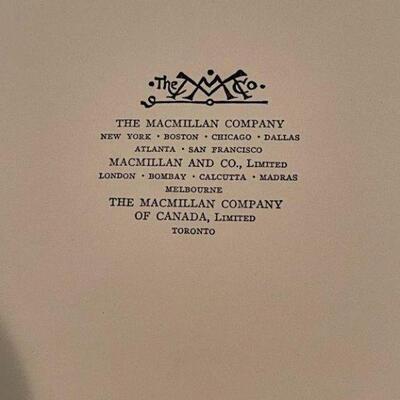 The MM Co.
THE MACMILLAN COMPANY
NEW YORK · BOSTON · CHICAGO · DALLAS
ATLANTA · SAN FRANCISCO
MACMILLAN AND CO., LIMITED
LONDON · BOMBAY · CALCUTTA · MADRAS
MELBOURNE
THE MACMILLAN COMPANY
OF CANADA, LIMITED
TORONTO